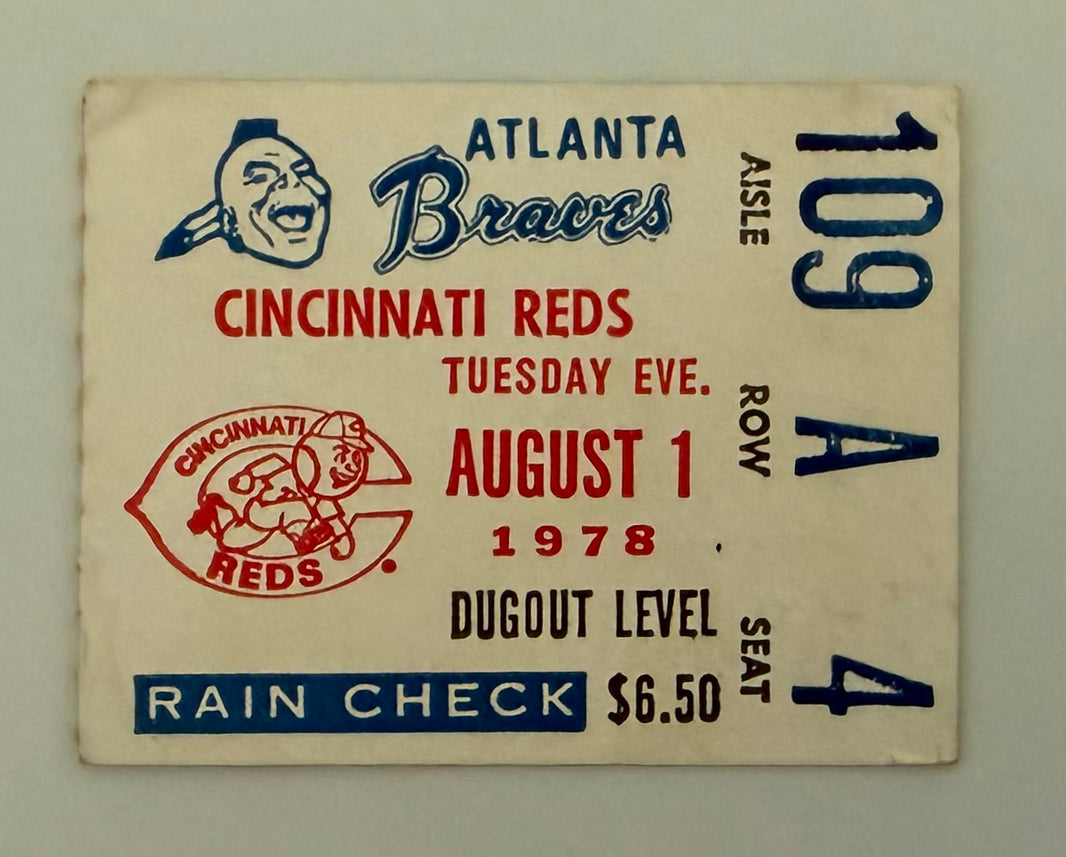 ATLANTA
Braves
CINCINNATI REDS
TUESDAY EVE.
AUGUST 1
1978
CINCINNATI
REDS
DUGOUT LEVEL
RAIN CHECK $6.50
AISLE 109
ROW A
SEAT 4